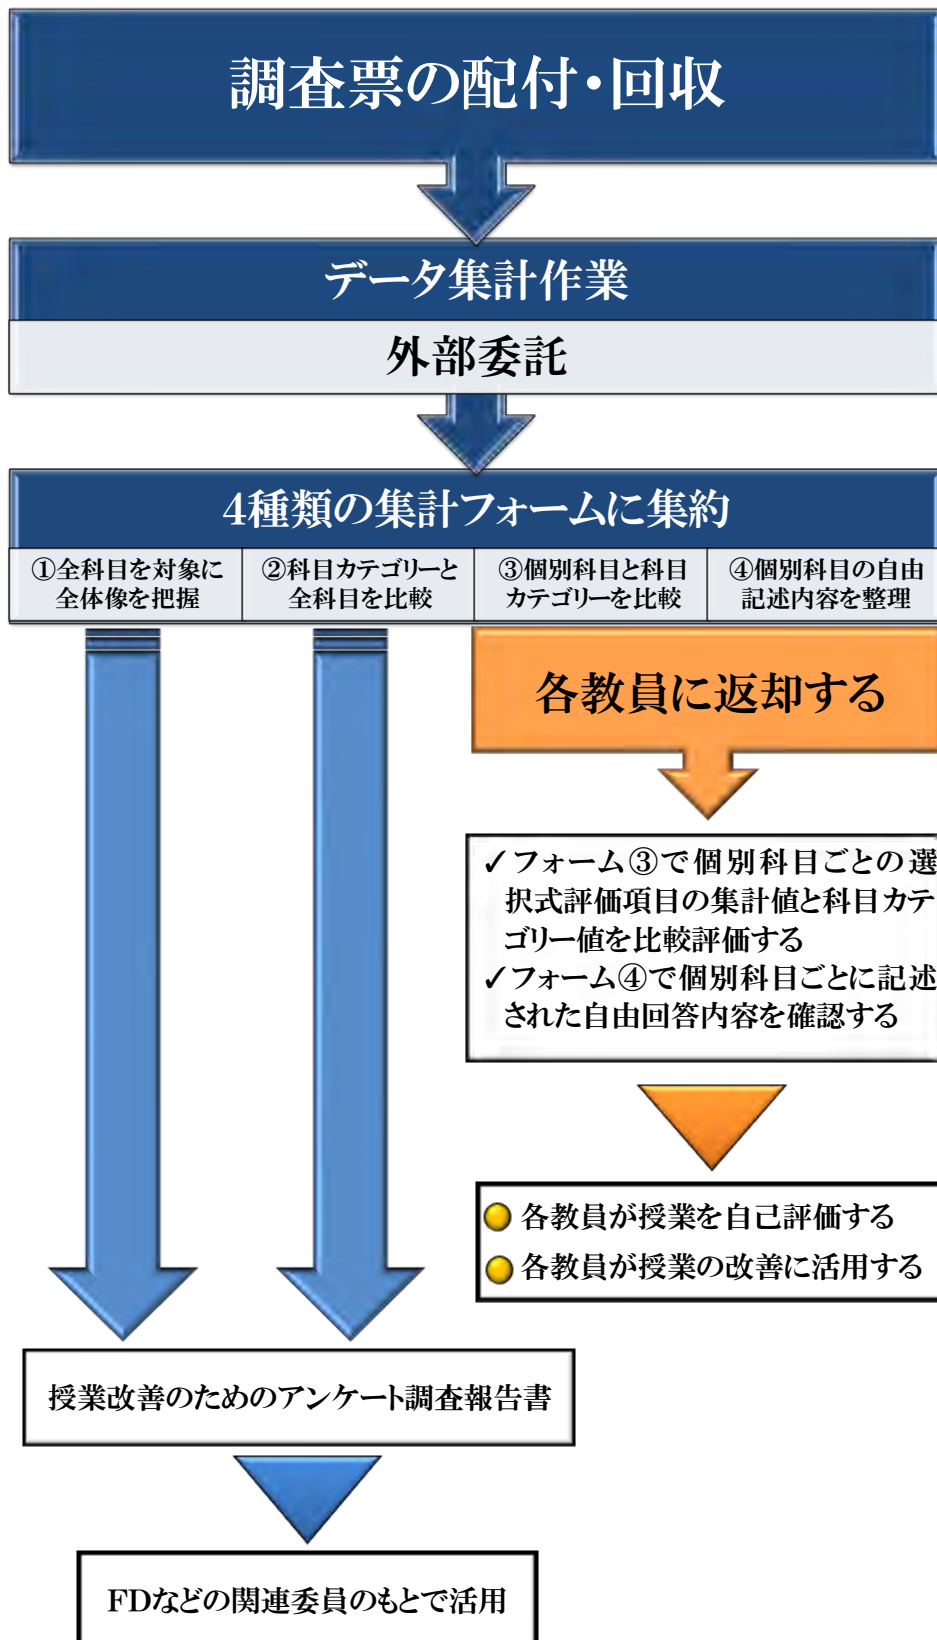 調査票の配付・回収
データ集計作業
外部委託
4種類の集計フォームに集約
①全科目を対象に
全体像を把握
②科目カテゴリーと
全科目を比較
③個別科目と科目
カテゴリーを比較
④個別科目の自由
記述内容を整理
各教員に返却する
✓フォーム③で個別科目ごとの選
択式評価項目の集計値と科目カテ
ゴリー値を比較評価する
✓フォーム④で個別科目ごとに記述
された自由回答内容を確認する
各教員が授業を自己評価する
各教員が授業の改善に活用する
授業改善のためのアンケート調査報告書
FDなどの関連委員のもとで活用